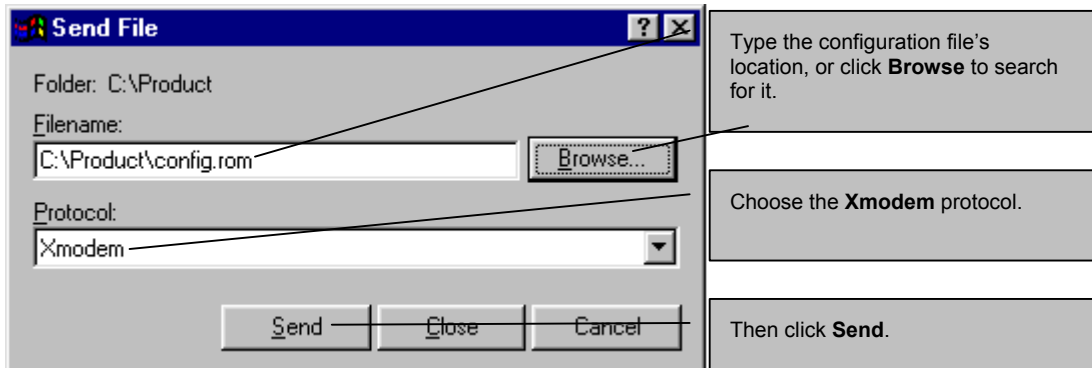 Send File
Folder: C:\Product
Filename:
C:\Product\config.rom
Browse...
Protocol:
Xmodem
Send
Close
Cancel
Type the configuration file's
location, or click Browse to search
for it.
Choose the Xmodem protocol.
Then click Send.